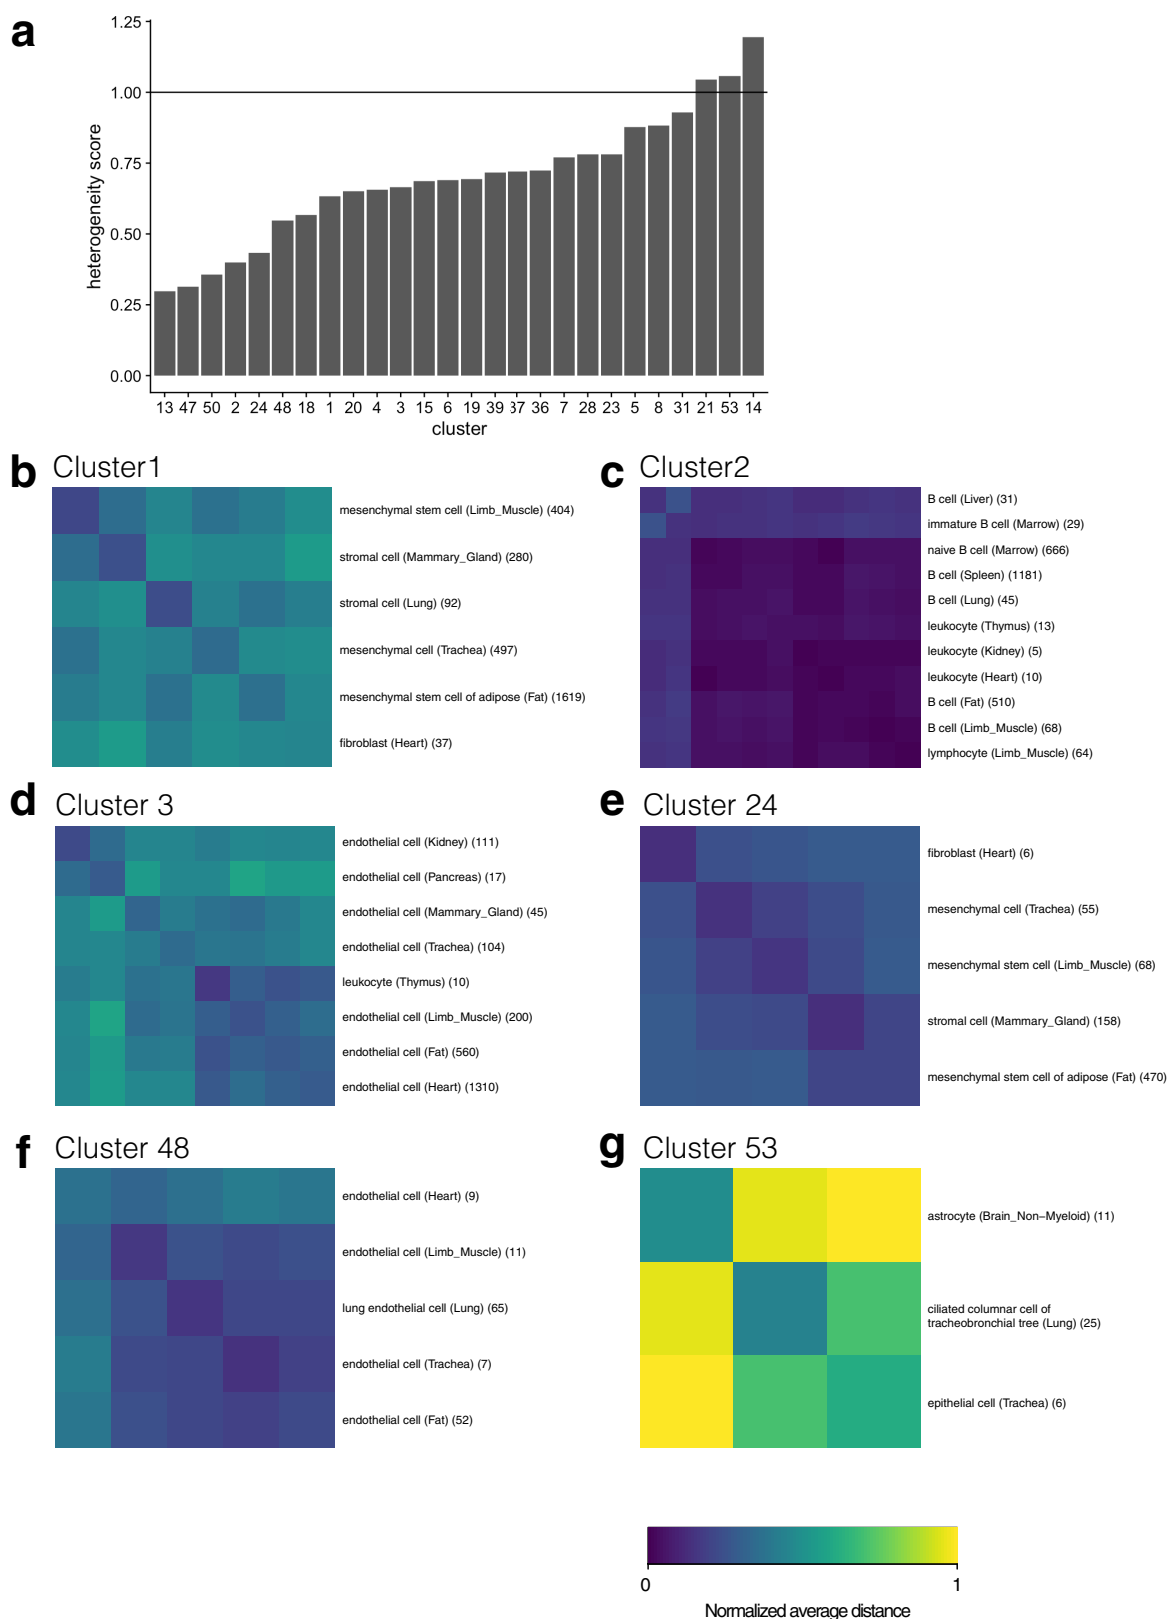 a
1.25
1.00
0.75
0.50
0.25
0.00
heterogeneity score
13 47 50 2 24 48 18 1 20 4 3 15 6 19 39 37 36 7 28 23 5 8 31 21 53 14
cluster
b Cluster1
mesenchymal stem cell (Limb_Muscle) (404)
stromal cell (Mammary_Gland) (280)
stromal cell (Lung) (92)
mesenchymal cell (Trachea) (497)
mesenchymal stem cell of adipose (Fat) (1619)
fibroblast (Heart) (37)
c Cluster2
B cell (Liver) (31)
immature B cell (Marrow) (29)
naive B cell (Marrow) (666)
B cell (Spleen) (1181)
B cell (Lung) (45)
leukocyte (Thymus) (13)
leukocyte (Kidney) (5)
leukocyte (Heart) (10)
B cell (Fat) (510)
B cell (Limb_Muscle) (68)
lymphocyte (Limb_Muscle) (64)
d Cluster 3
endothelial cell (Kidney) (111)
endothelial cell (Pancreas) (17)
endothelial cell (Mammary_Gland) (45)
endothelial cell (Trachea) (104)
leukocyte (Thymus) (10)
endothelial cell (Limb_Muscle) (200)
endothelial cell (Fat) (560)
endothelial cell (Heart) (1310)
e Cluster 24
fibroblast (Heart) (6)
mesenchymal cell (Trachea) (55)
mesenchymal stem cell (Limb_Muscle) (68)
stromal cell (Mammary_Gland) (158)
mesenchymal stem cell of adipose (Fat) (470)
f Cluster 48
endothelial cell (Heart) (9)
endothelial cell (Limb_Muscle) (11)
lung endothelial cell (Lung) (65)
endothelial cell (Trachea) (7)
endothelial cell (Fat) (52)
g Cluster 53
astrocyte (Brain_Non−Myeloid) (11)
ciliated columnar cell of
tracheobronchial tree (Lung) (25)
epithelial cell (Trachea) (6)
0 1
Normalized average distance